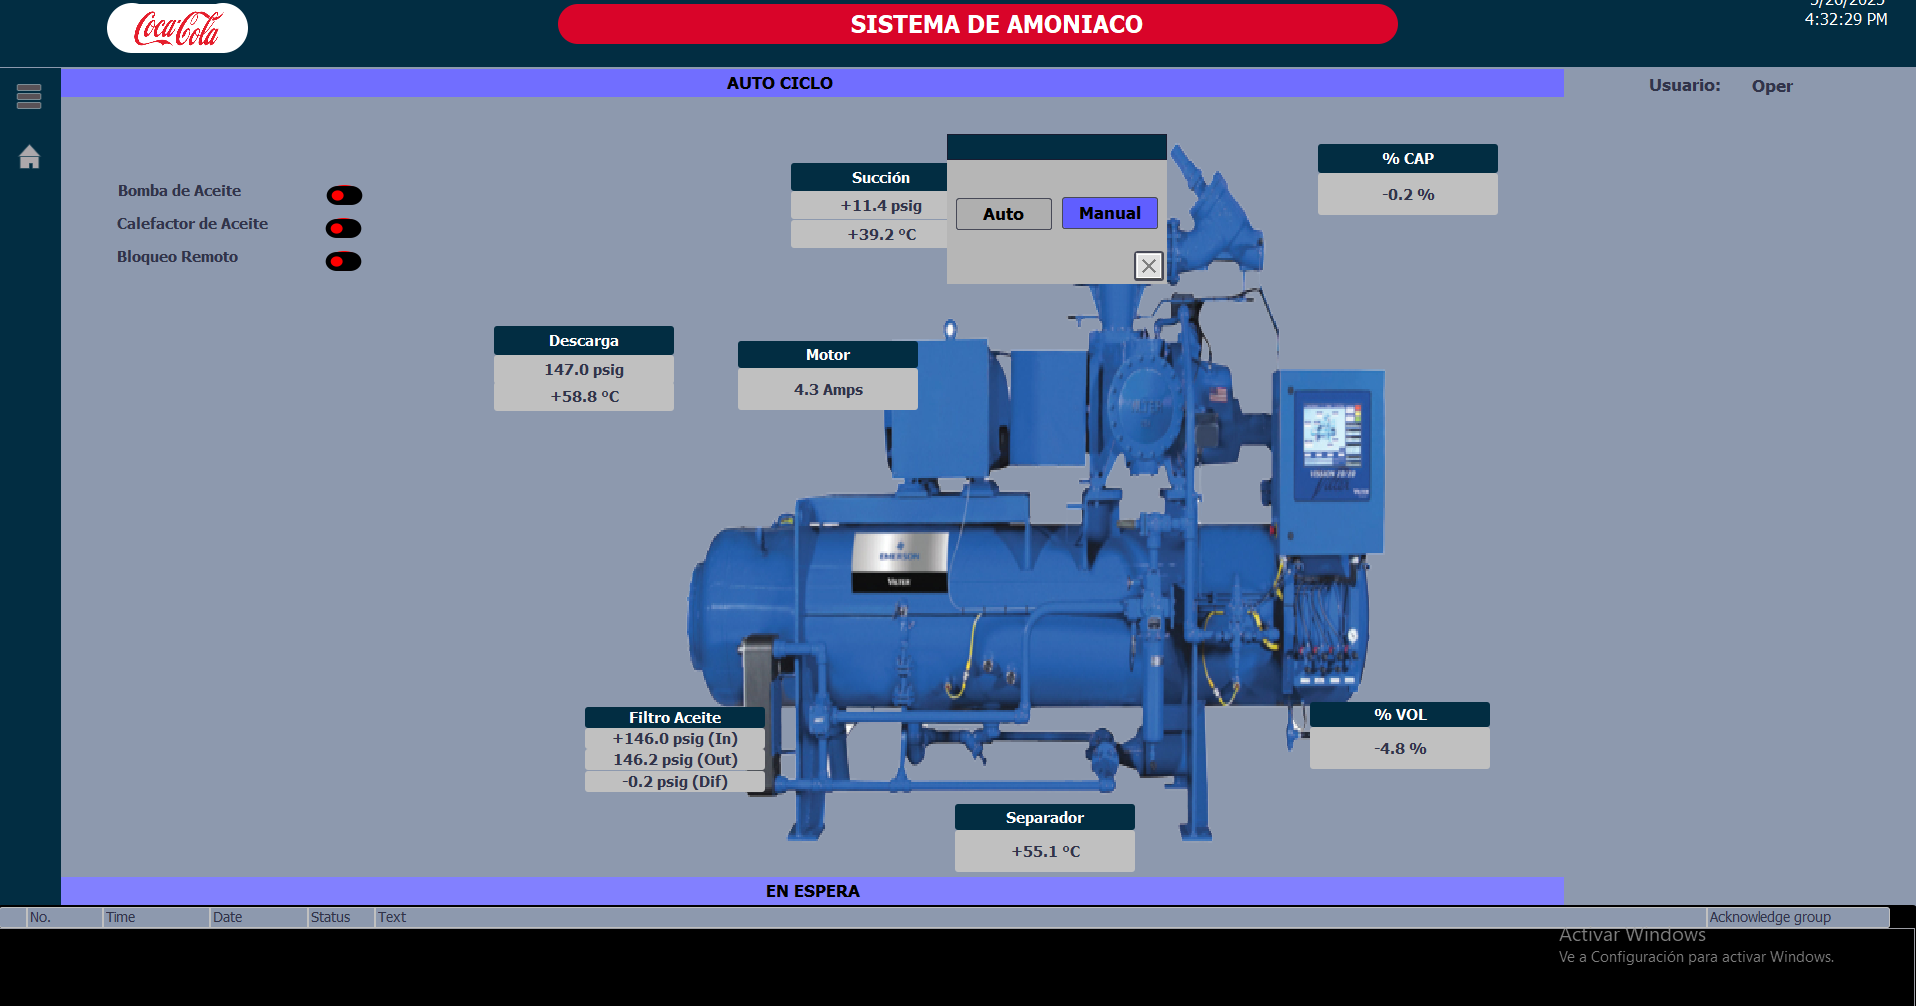 Coca-Cola
SISTEMA DE AMONIACO
4:32:29 PM
AUTO CICLO
Usuario: Oper
Bomba de Aceite
Calefactor de Aceite
Bloqueo Remoto
Succión
+11.4 psig
+39.2 °C
Auto
Manual
% CAP
-0.2 %
Descarga
147.0 psig
+58.8 °C
Motor
4.3 Amps
EMERSON
VILTER
Filtro Aceite
+146.0 psig (In)
146.2 psig (Out)
-0.2 psig (Dif)
% VOL
-4.8 %
Separador
+55.1 °C
EN ESPERA
No. Time Date Status Text Acknowledge group
Activar Windows
Ve a Configuración para activar Windows.